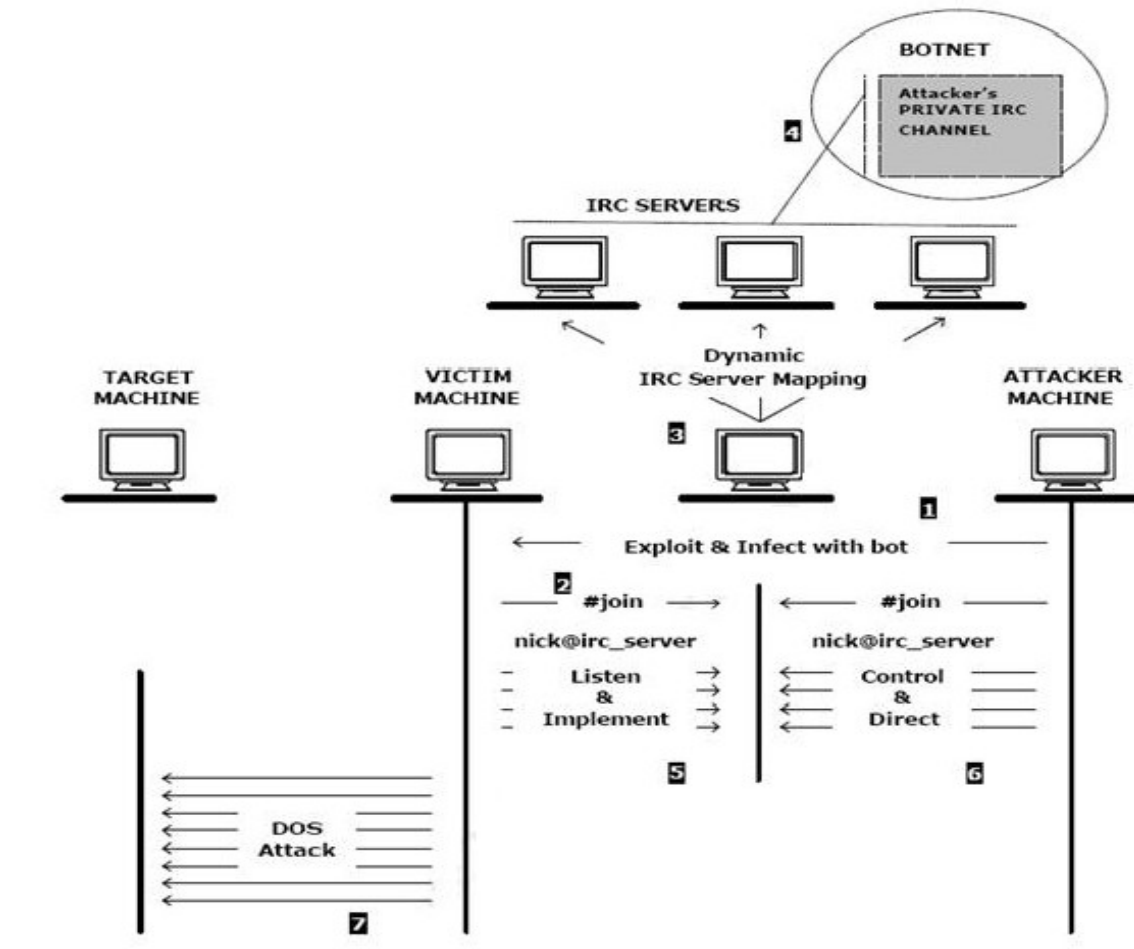 BOTNET
Attacker's
PRIVATE IRC
CHANNEL
4
IRC SERVERS
Dynamic
IRC Server Mapping
TARGET
MACHINE
VICTIM
MACHINE
ATTACKER
MACHINE
3
1
Exploit & Infect with bot
2
#join
#join
nick@irc_server
nick@irc_server
Listen
&
Implement
Control
&
Direct
5
6
DOS
Attack
7